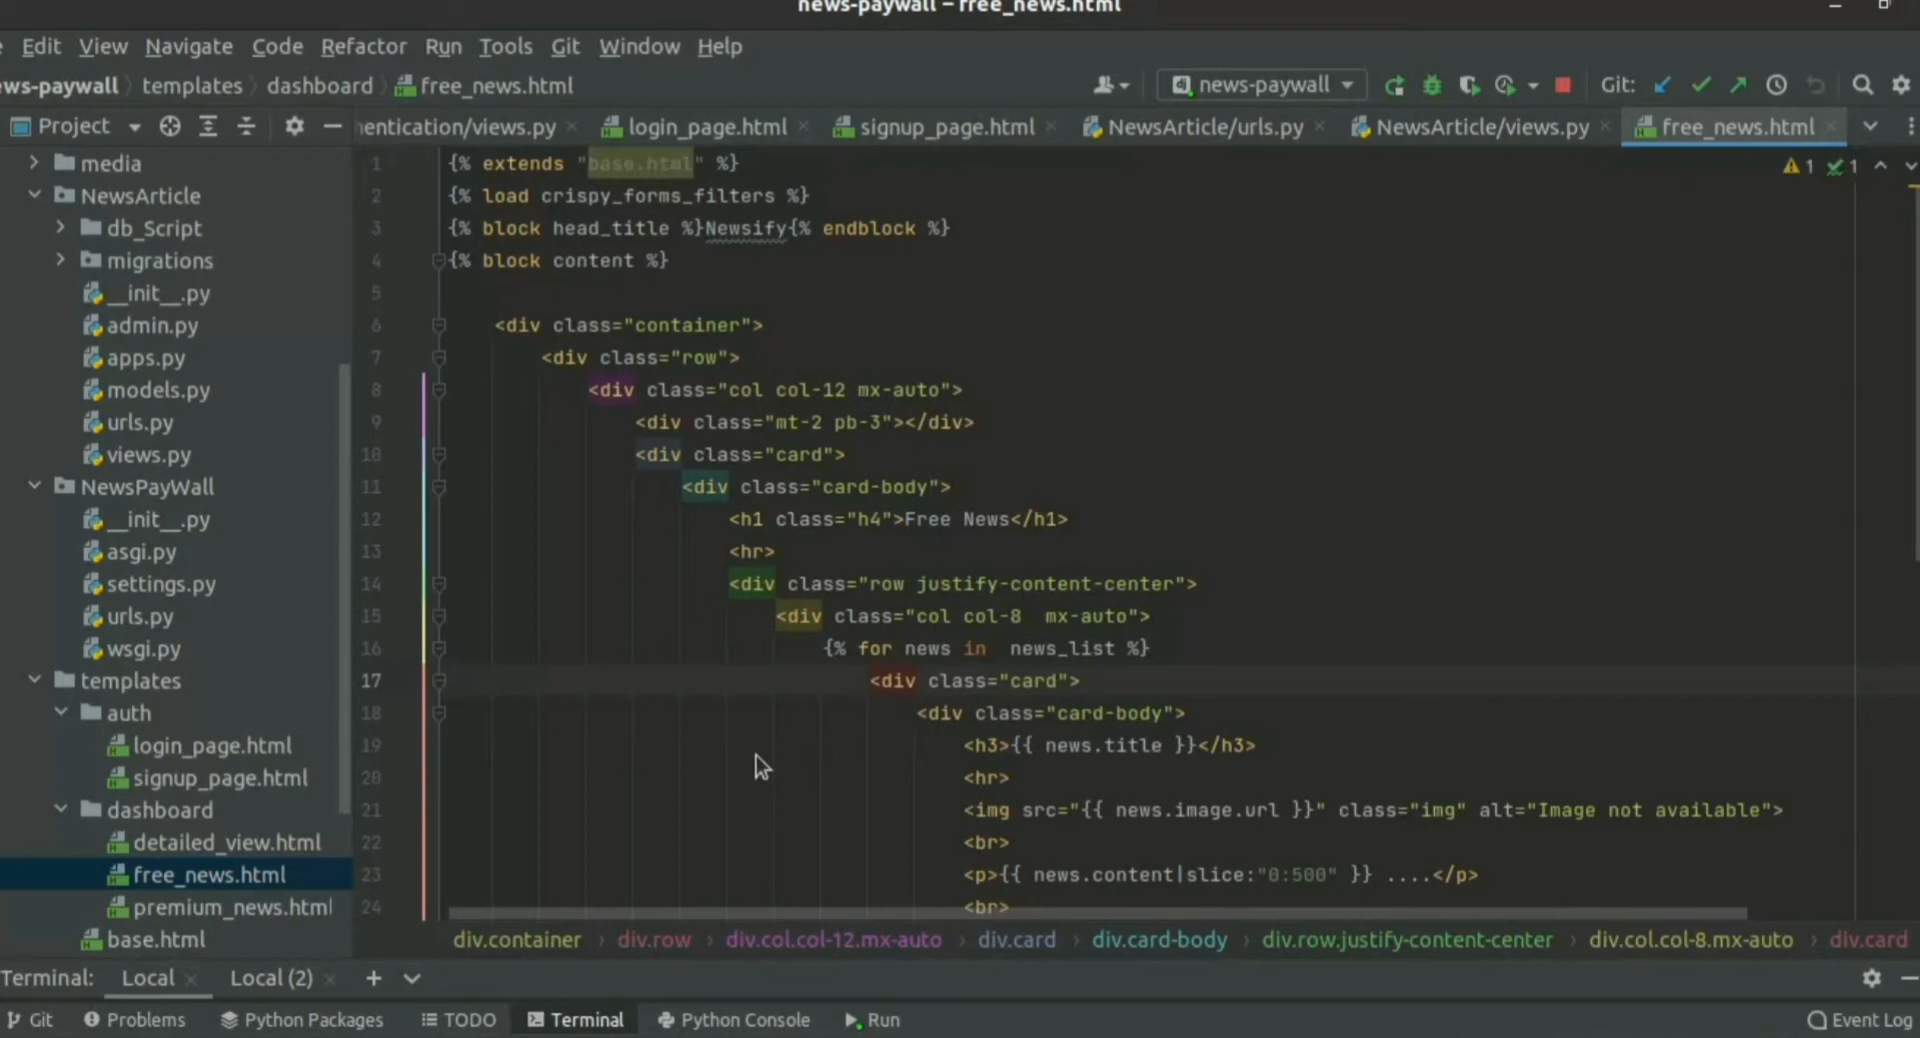 news-paywall – free_news.html
Edit View Navigate Code Refactor Run Tools Git Window Help
ews-paywall templates dashboard free_news.html news-paywall Git:
Project hentication/views.py login_page.html signup_page.html NewsArticle/urls.py NewsArticle/views.py free_news.html
media
NewsArticle
db_Script
migrations
__init__.py
admin.py
apps.py
models.py
urls.py
views.py
NewsPayWall
__init__.py
asgi.py
settings.py
urls.py
wsgi.py
templates
auth
login_page.html
signup_page.html
dashboard
detailed_view.html
free_news.html
premium_news.html
base.html
1 {% extends "base.html" %}
1 1
2 {% load crispy_forms_filters %}
3 {% block head_title %}Newsify{% endblock %}
4 {% block content %}
5
6 <div class="container">
7 <div class="row">
8 <div class="col col-12 mx-auto">
9 <div class="mt-2 pb-3"></div>
10 <div class="card">
11 <div class="card-body">
12 <h1 class="h4">Free News</h1>
13 <hr>
14 <div class="row justify-content-center">
15 <div class="col col-8  mx-auto">
16 {% for news in  news_list %}
17 <div class="card">
18 <div class="card-body">
19 <h3>{{ news.title }}</h3>
20 <hr>
21 <img src="{{ news.image.url }}" class="img" alt="Image not available">
22 <br>
23 <p>{{ news.content|slice:"0:500" }} ....</p>
24 <br>
div.container div.row div.col.col-12.mx-auto div.card div.card-body div.row.justify-content-center div.col.col-8.mx-auto div.card
Terminal: Local Local (2)
Git Problems Python Packages TODO Terminal Python Console Run Event Log